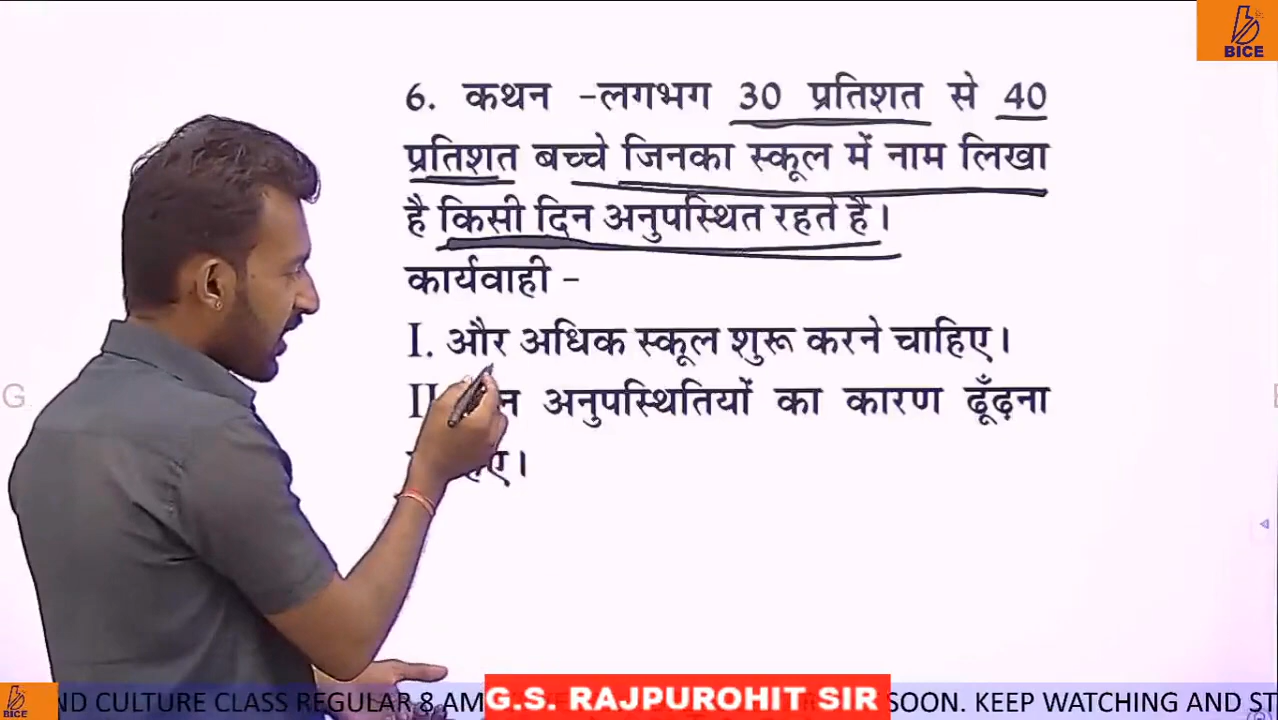 BICE
6. कथन -लगभग 30 प्रतिशत से 40
प्रतिशत बच्चे जिनका स्कूल में नाम लिखा
है किसी दिन अनुपस्थित रहते है।
कार्यवाही -
I. और अधिक स्कूल शुरू करने चाहिए।
अनुपस्थितियों का कारण ढूँढ़ना
G.
BICE
ND CULTURE CLASS REGULAR 8 AM
G.S. RAJPUROHIT SIR
SOON. KEEP WATCHING AND ST